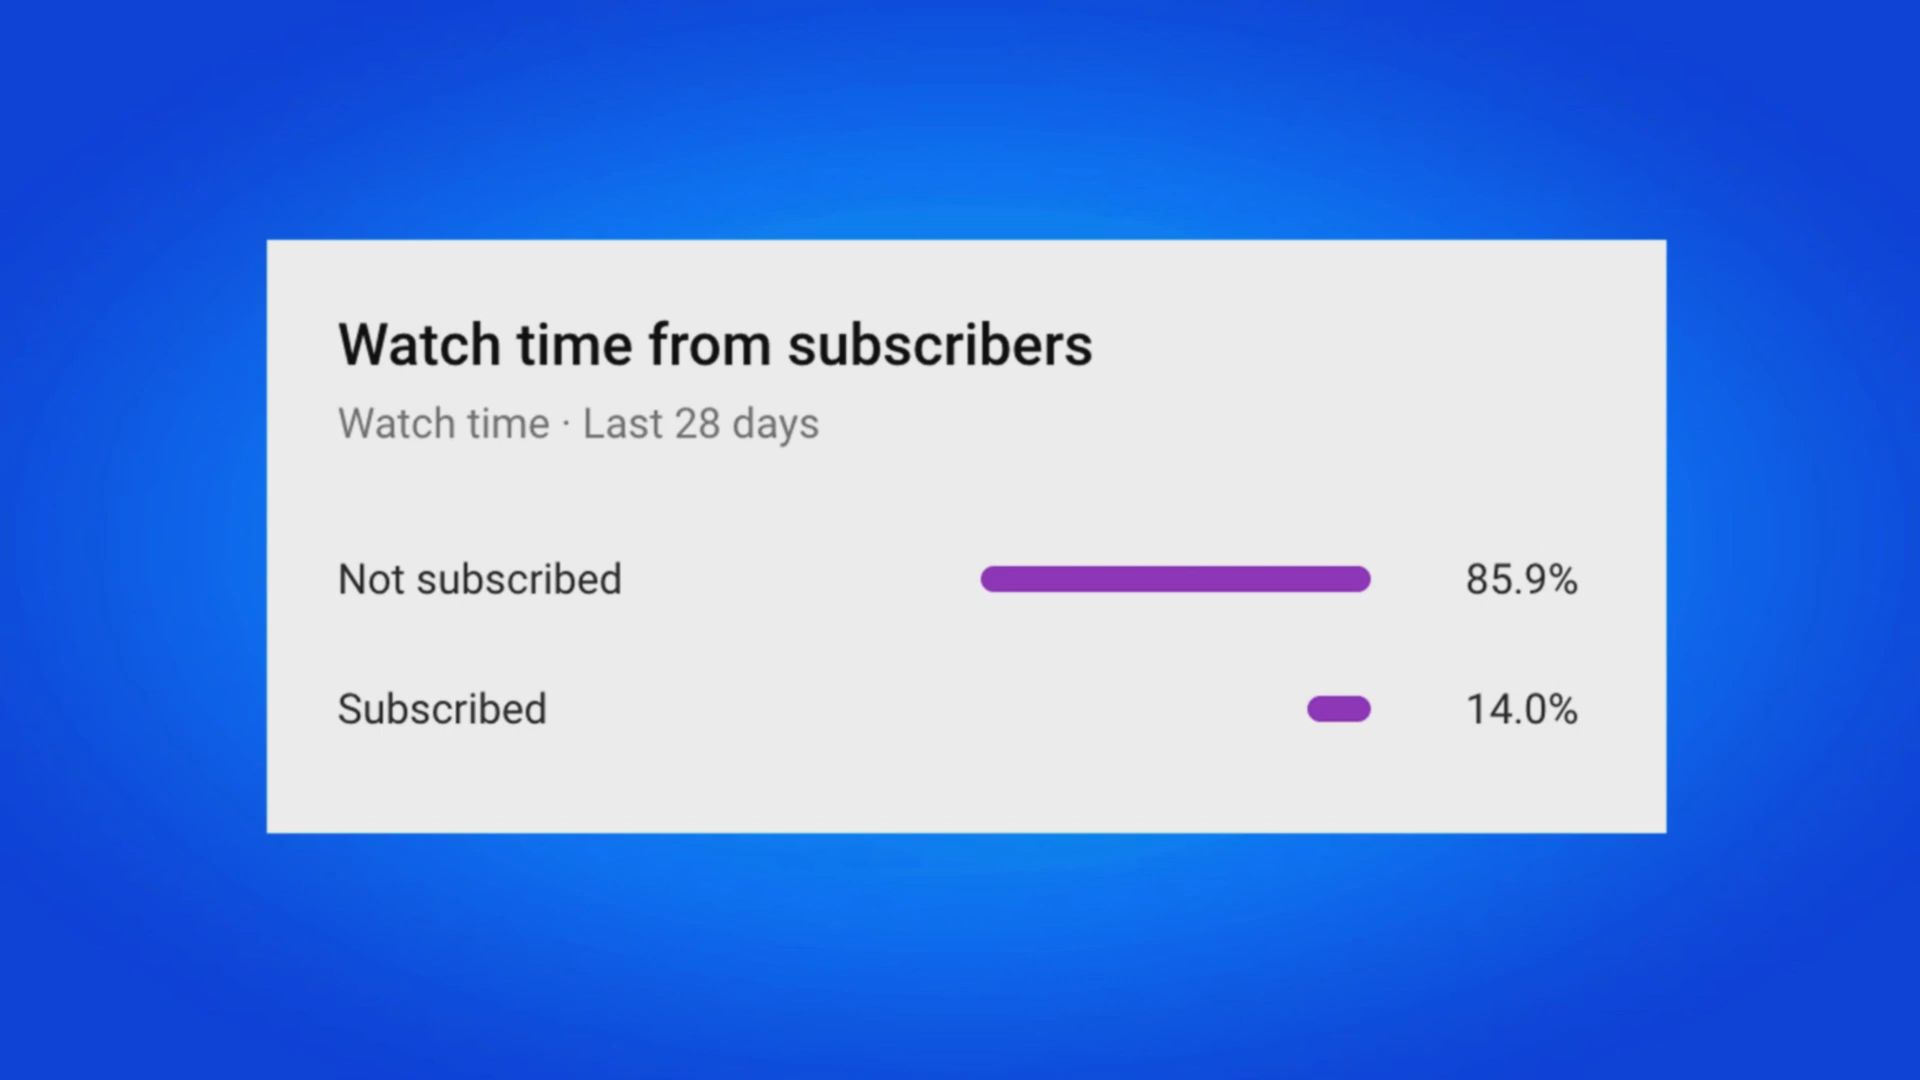 Watch time from subscribers
Watch time · Last 28 days
Not subscribed 85.9%
Subscribed 14.0%